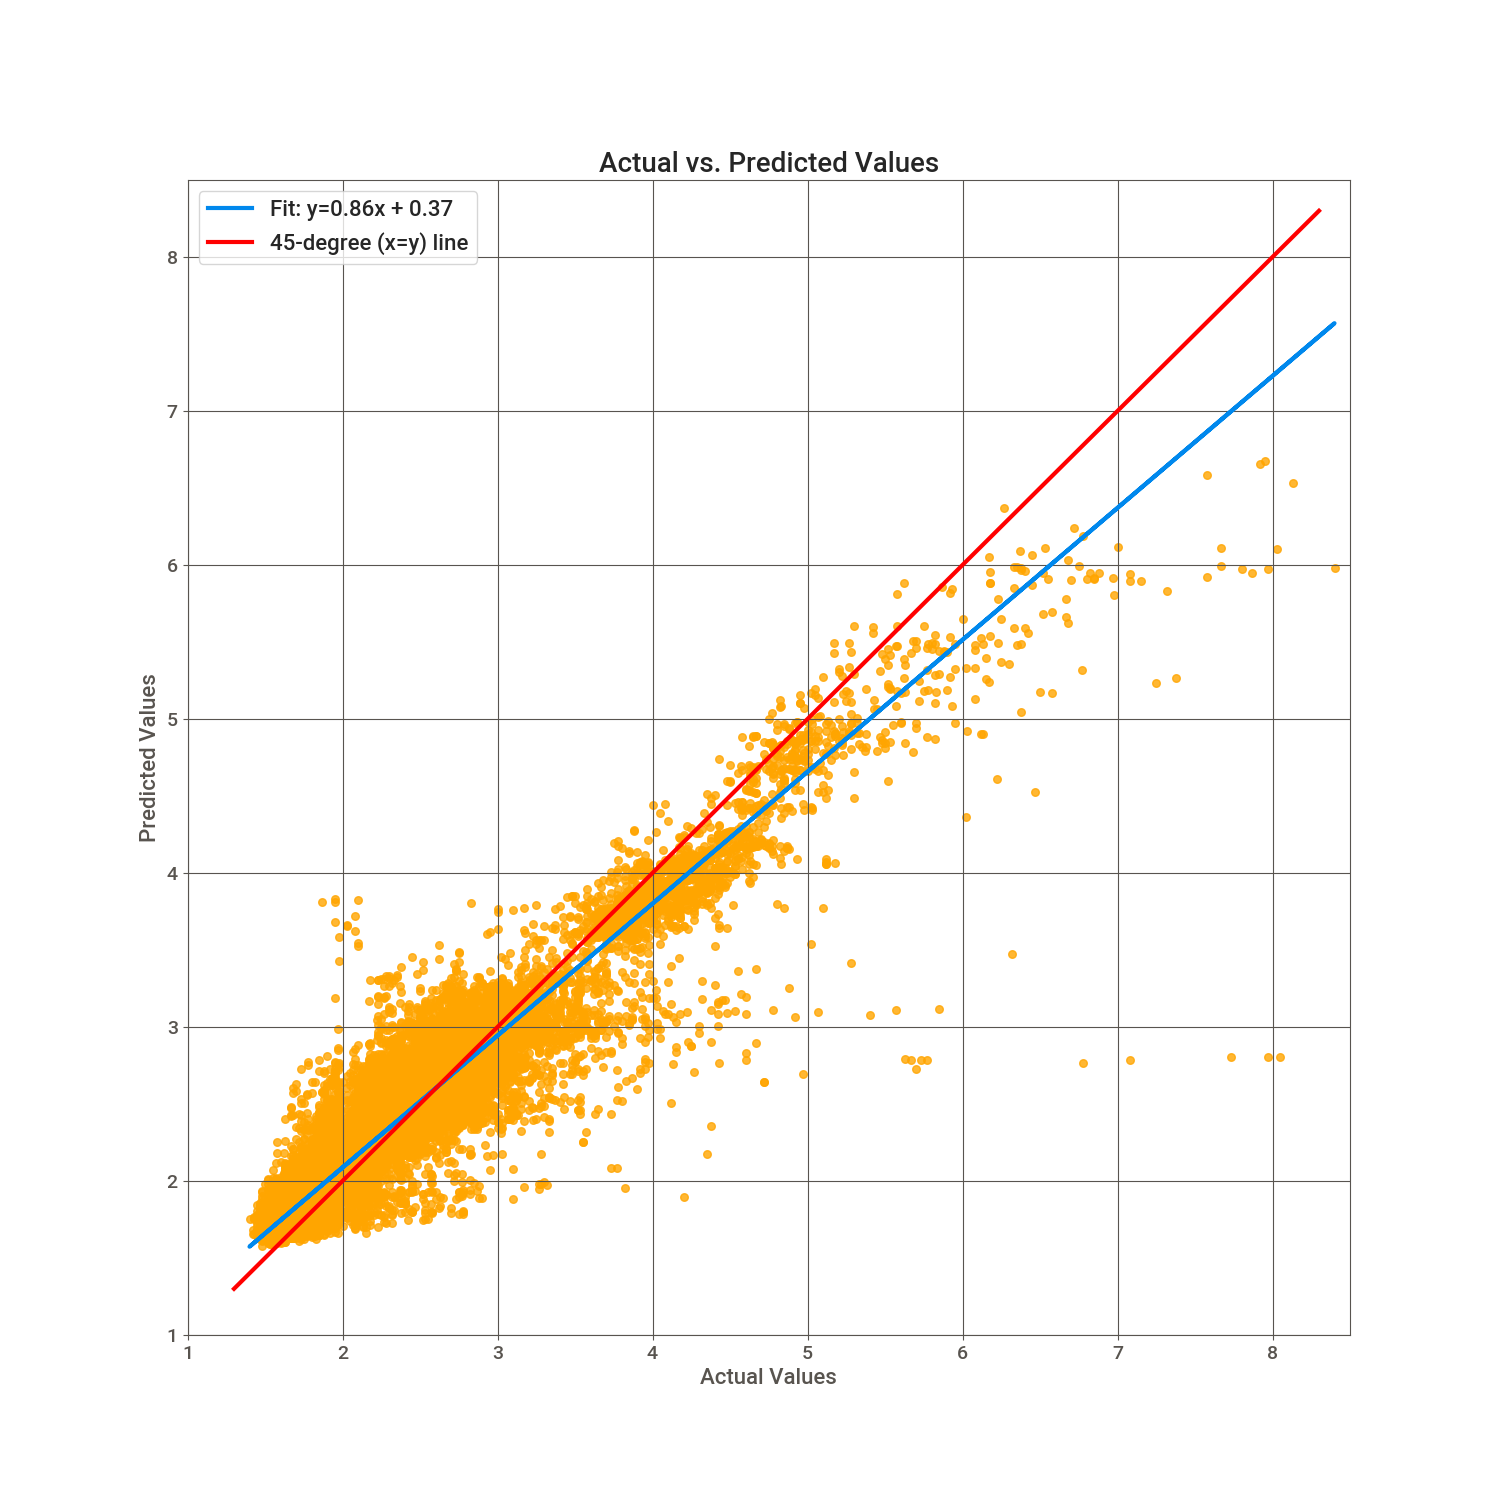 Actual vs. Predicted Values
Fit: y=0.86x + 0.37
45-degree (x=y) line
8
7
6
5
4
3
2
1
Predicted Values
1 2 3 4 5 6 7 8
Actual Values